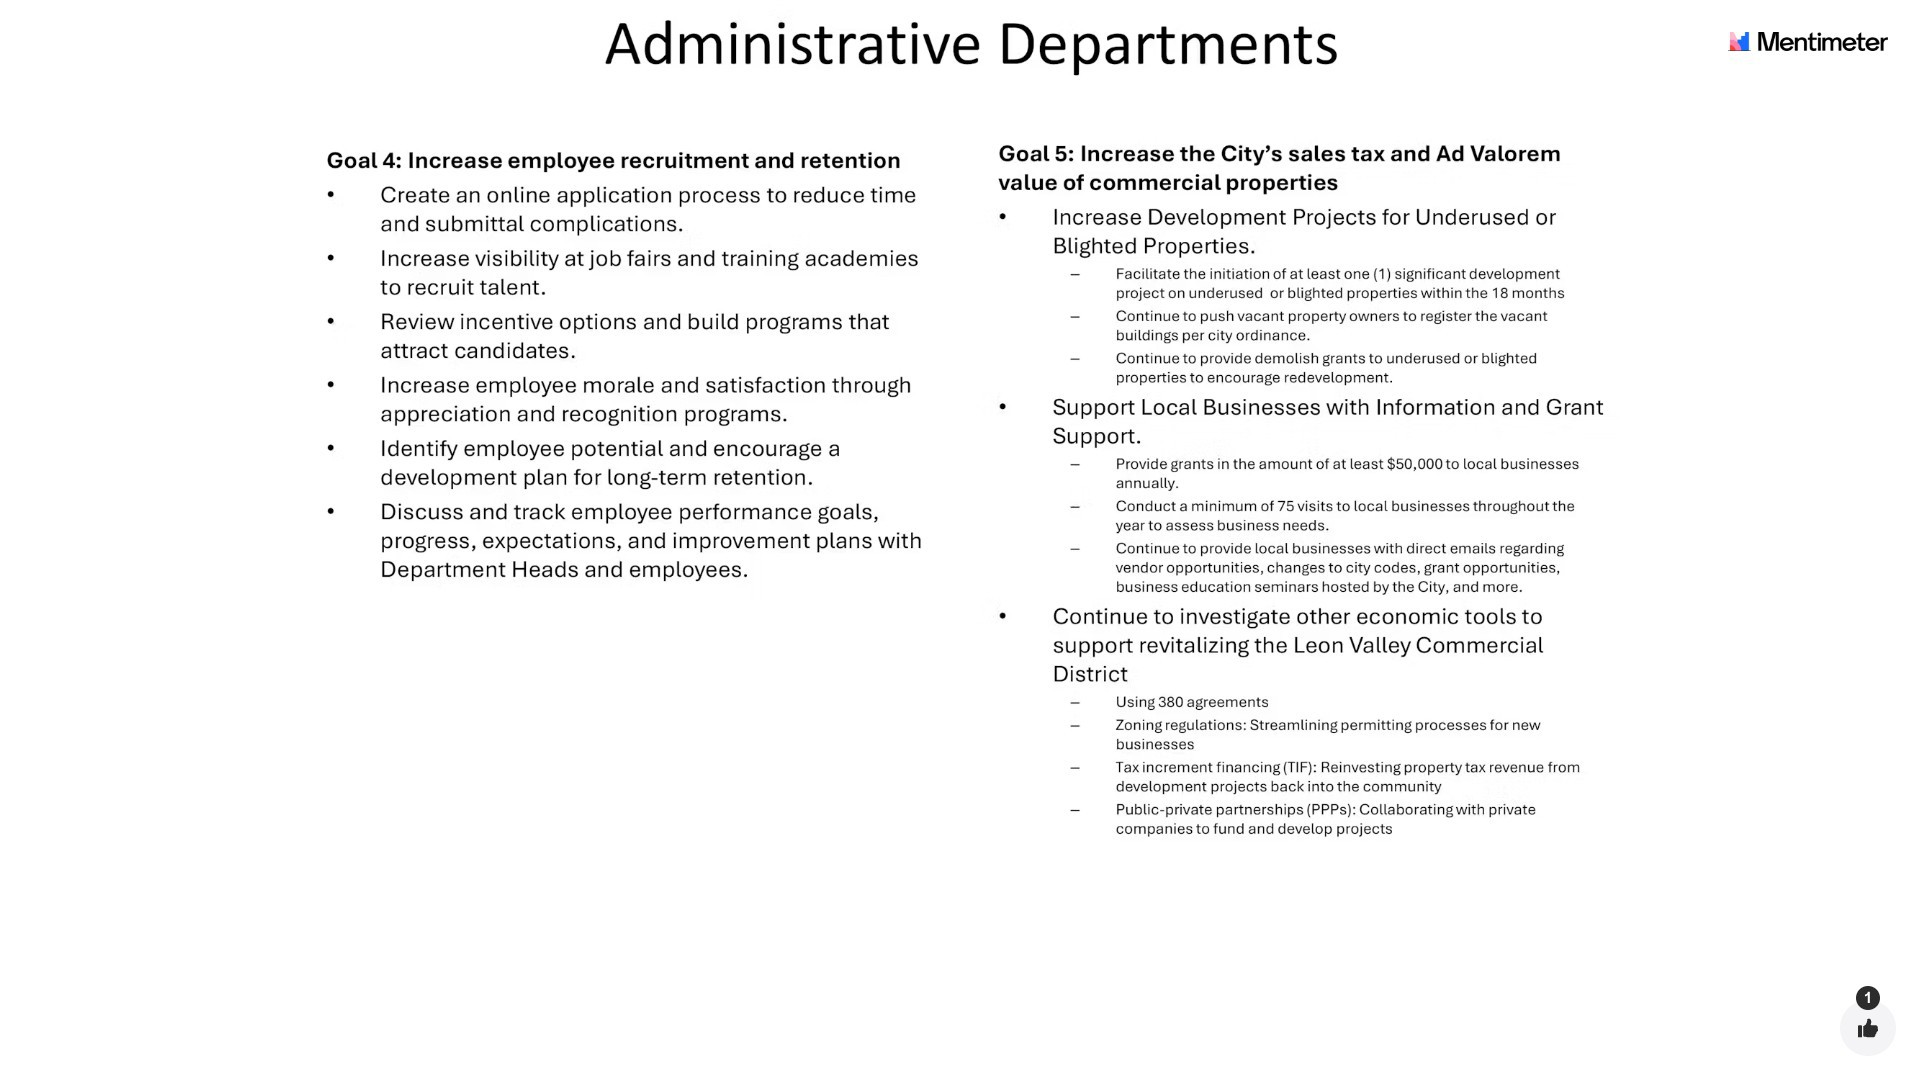 Administrative Departments
Mentimeter
Goal 4: Increase employee recruitment and retention
• Create an online application process to reduce time
and submittal complications.
• Increase visibility at job fairs and training academies
to recruit talent.
• Review incentive options and build programs that
attract candidates.
• Increase employee morale and satisfaction through
appreciation and recognition programs.
• Identify employee potential and encourage a
development plan for long-term retention.
• Discuss and track employee performance goals,
progress, expectations, and improvement plans with
Department Heads and employees.
Goal 5: Increase the City’s sales tax and Ad Valorem
value of commercial properties
• Increase Development Projects for Underused or
Blighted Properties.
– Facilitate the initiation of at least one (1) significant development
project on underused or blighted properties within the 18 months
– Continue to push vacant property owners to register the vacant
buildings per city ordinance.
– Continue to provide demolish grants to underused or blighted
properties to encourage redevelopment.
• Support Local Businesses with Information and Grant
Support.
– Provide grants in the amount of at least $50,000 to local businesses
annually.
– Conduct a minimum of 75 visits to local businesses throughout the
year to assess business needs.
– Continue to provide local businesses with direct emails regarding
vendor opportunities, changes to city codes, grant opportunities,
business education seminars hosted by the City, and more.
• Continue to investigate other economic tools to
support revitalizing the Leon Valley Commercial
District
– Using 380 agreements
– Zoning regulations: Streamlining permitting processes for new
businesses
– Tax increment financing (TIF): Reinvesting property tax revenue from
development projects back into the community
– Public-private partnerships (PPPs): Collaborating with private
companies to fund and develop projects
1